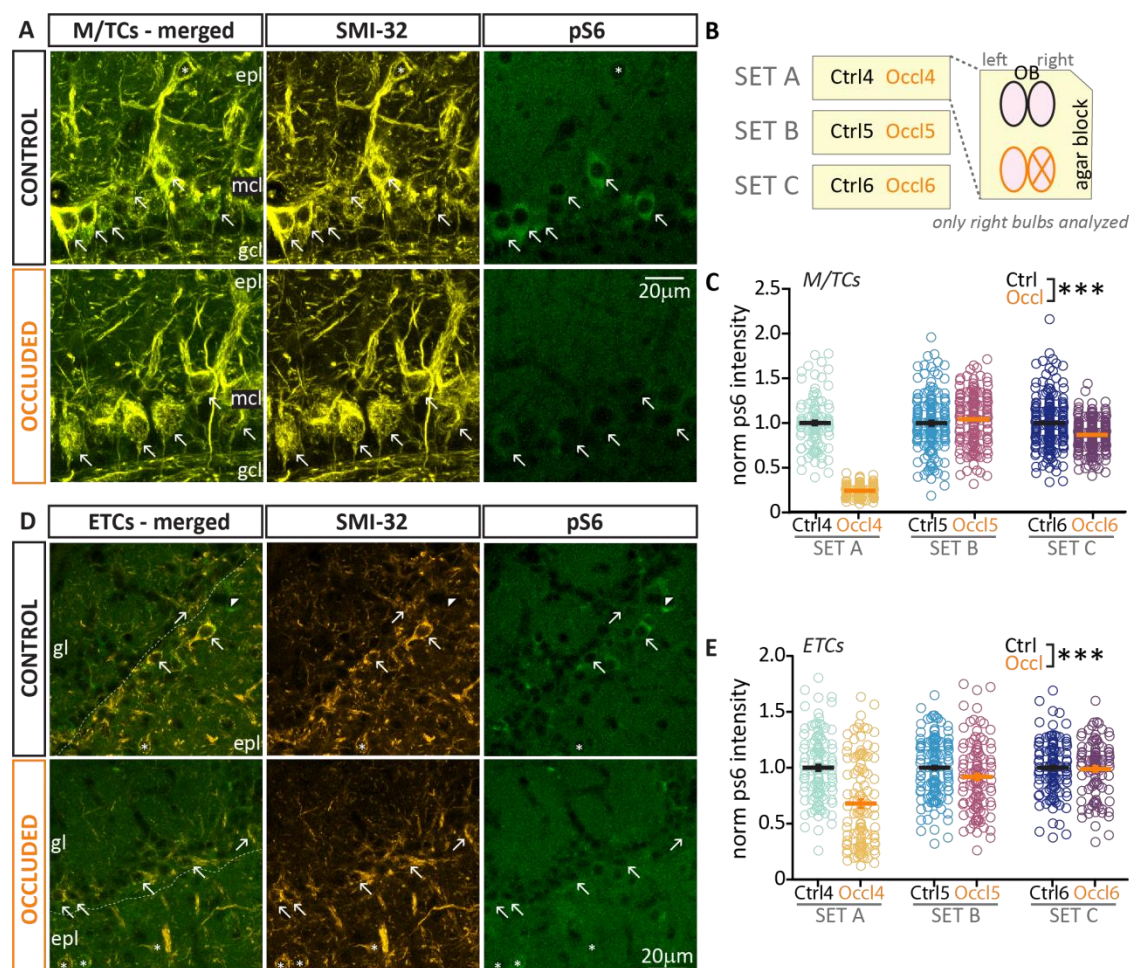 A
M/TCs - merged
SMI-32
pS6
CONTROL
*
epl
mcl
gcl
*
*
OCCLUDED
epl
mcl
gcl
20µm
B
left right
OB
SET A
Ctrl4 Occl4
SET B
Ctrl5 Occl5
SET C
Ctrl6 Occl6
agar block
only right bulbs analyzed
C
M/TCs
Ctrl
Occl
***
norm ps6 intensity
2.5
2.0
1.5
1.0
0.5
0
Ctrl4 Occl4
Ctrl5 Occl5
Ctrl6 Occl6
SET A
SET B
SET C
D
ETCs - merged
SMI-32
pS6
CONTROL
gl
epl
*
*
*
OCCLUDED
gl
epl
*
* *
*
* *
*
*
20µm
E
ETCs
Ctrl
Occl
***
norm ps6 intensity
2.0
1.5
1.0
0.5
0
Ctrl4 Occl4
Ctrl5 Occl5
Ctrl6 Occl6
SET A
SET B
SET C